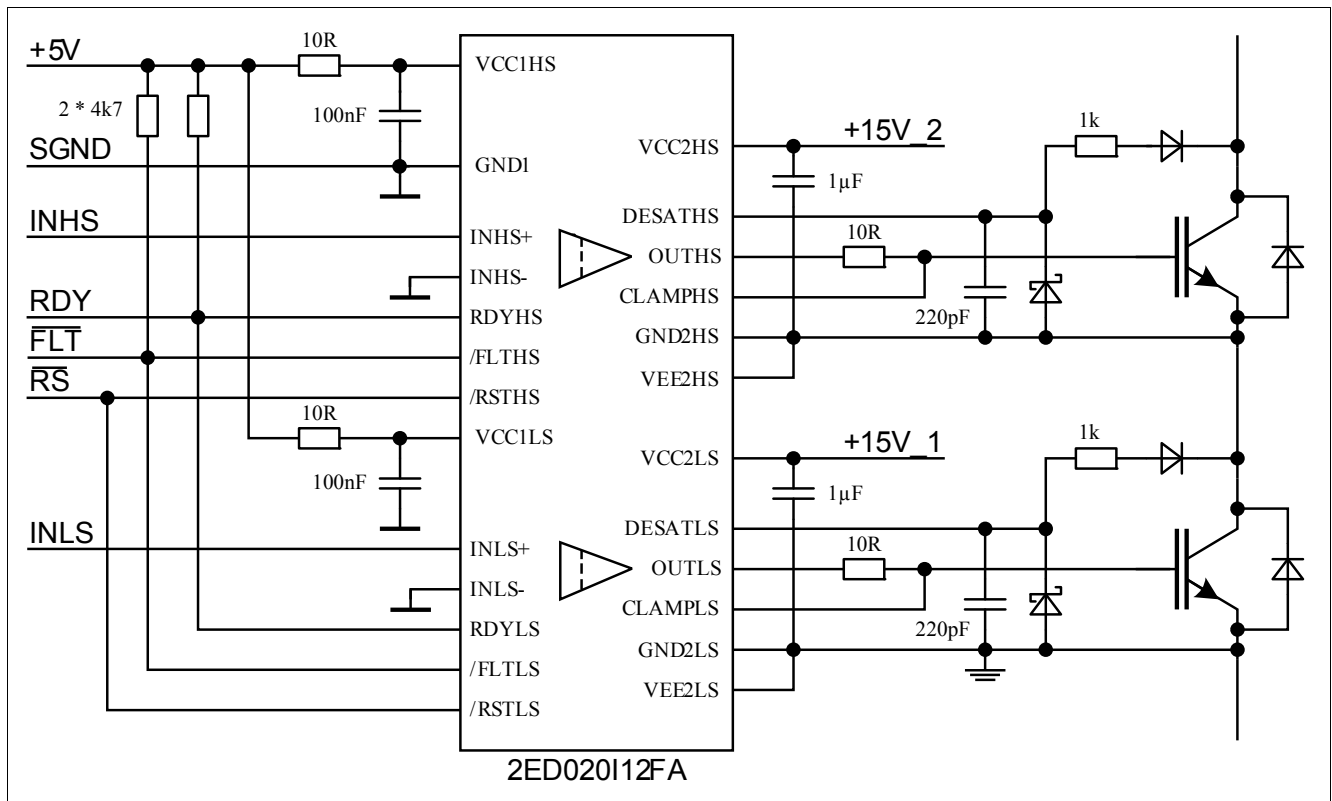 +5V
10R
VCC1HS
2 * 4k7
100nF
SGND
GND1
INHS
INHS+
INHS-
RDY
RDYHS
FLT
/FLTHS
RS
/RSTHS
10R
VCC1LS
100nF
INLS
INLS+
INLS-
RDYLS
/FLTLS
/RSTLS
VCC2HS
+15V_2
1k
1µF
DESATHS
10R
OUTHS
CLAMPHS
220pF
GND2HS
VEE2HS
VCC2LS
+15V_1
1k
1µF
DESATLS
10R
OUTLS
CLAMPLS
220pF
GND2LS
VEE2LS
2ED020I12FA